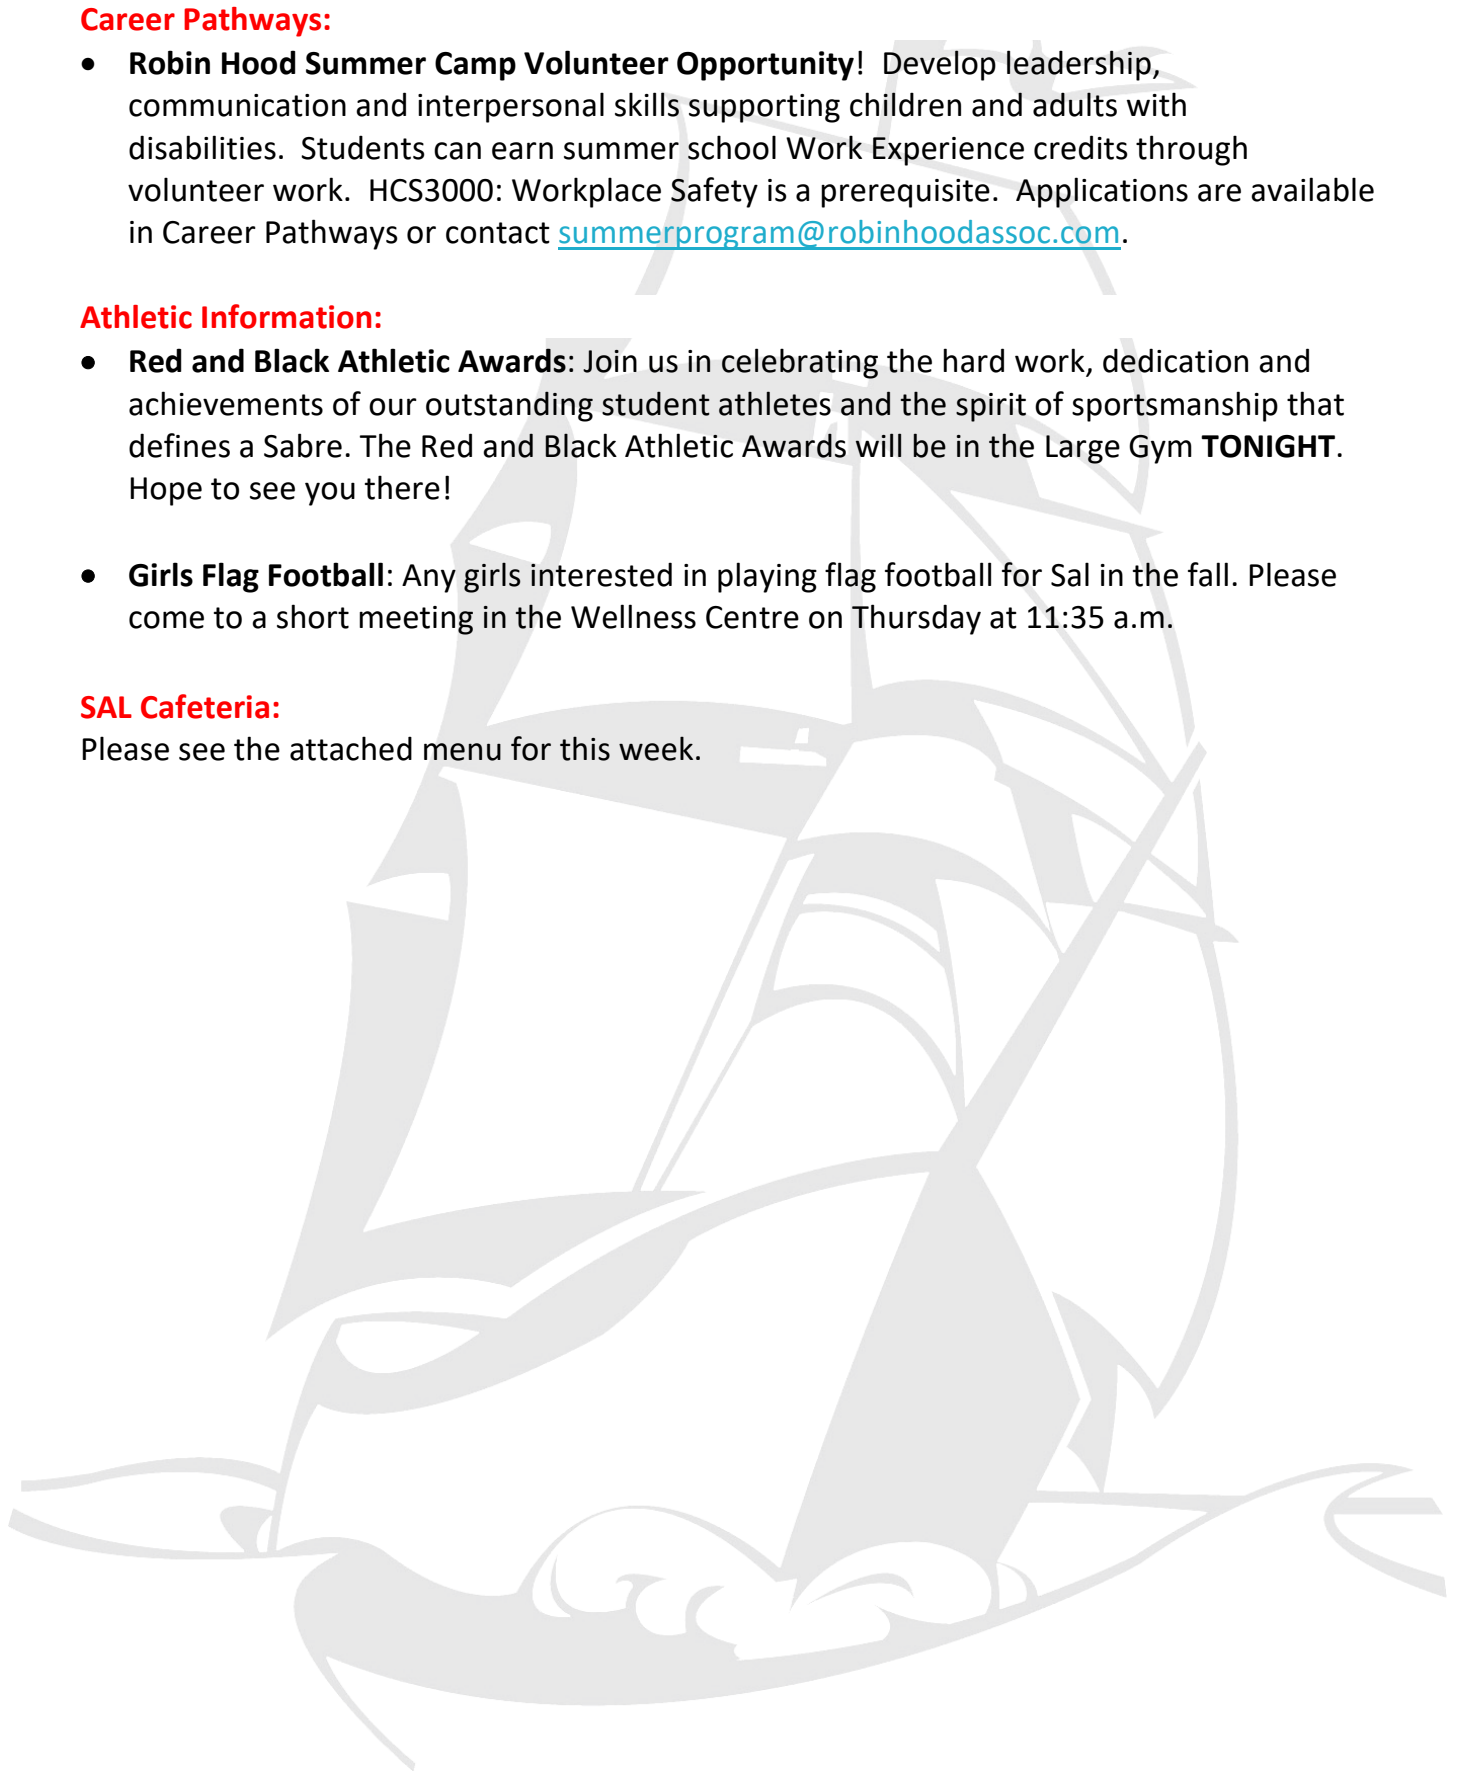 Career Pathways:
• Robin Hood Summer Camp Volunteer Opportunity!  Develop leadership,
communication and interpersonal skills supporting children and adults with
disabilities.  Students can earn summer school Work Experience credits through
volunteer work.  HCS3000: Workplace Safety is a prerequisite.  Applications are available
in Career Pathways or contact summerprogram@robinhoodassoc.com.
Athletic Information:
• Red and Black Athletic Awards: Join us in celebrating the hard work, dedication and
achievements of our outstanding student athletes and the spirit of sportsmanship that
defines a Sabre. The Red and Black Athletic Awards will be in the Large Gym TONIGHT.
Hope to see you there!
• Girls Flag Football: Any girls interested in playing flag football for Sal in the fall. Please
come to a short meeting in the Wellness Centre on Thursday at 11:35 a.m.
SAL Cafeteria:
Please see the attached menu for this week.